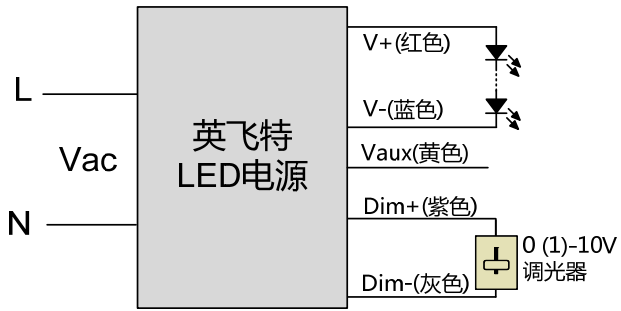 V+(红色)
L
V-(蓝色)
英飞特
LED电源
Vac
Vaux(黄色)
Dim+(紫色)
N
0 (1)-10V
调光器
Dim-(灰色)